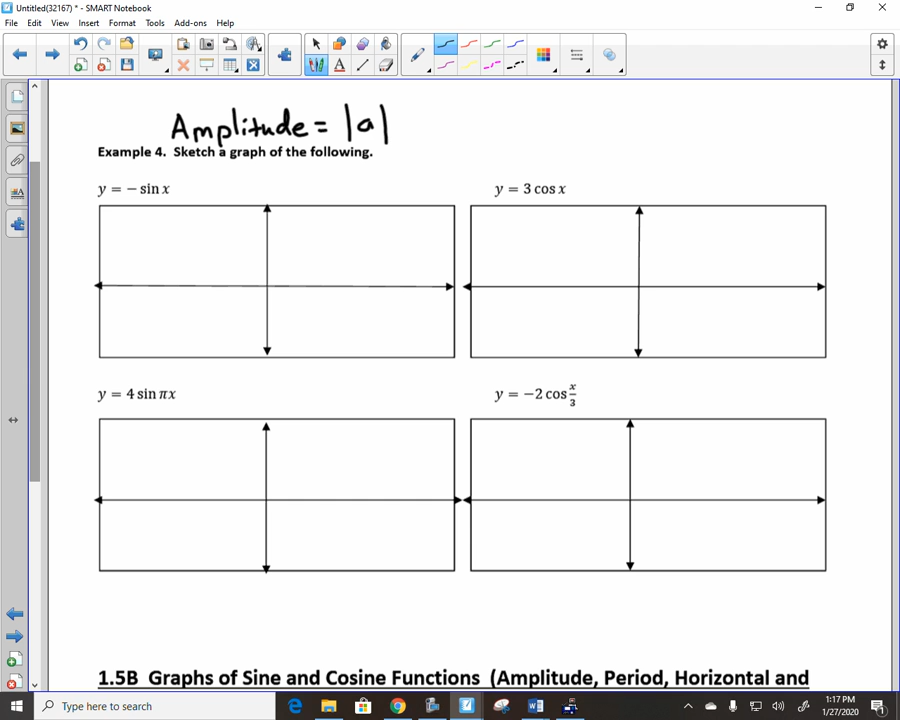 Untitled(32167) * - SMART Notebook
File Edit View Insert Format Tools Add-ons Help
Amplitude = |a|
Example 4. Sketch a graph of the following.
y = − sin x
y = 3 cos x
y = 4 sin πx
y = −2 cos x/3
1.5B Graphs of Sine and Cosine Functions (Amplitude, Period, Horizontal and
Type here to search
1:17 PM
1/27/2020